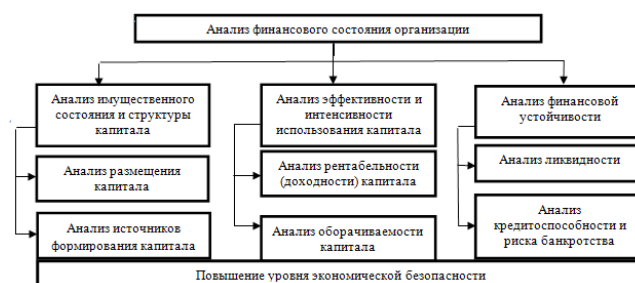 Анализ финансового состояния организации
Анализ имущественного
состояния и структуры
капитала
Анализ размещения
капитала
Анализ источников
формирования капитала
Анализ эффективности и
интенсивности
использования капитала
Анализ рентабельности
(доходности) капитала
Анализ оборачиваемости
капитала
Анализ финансовой
устойчивости
Анализ ликвидности
Анализ
кредитоспособности и
риска банкротства
Повышение уровня экономической безопасности